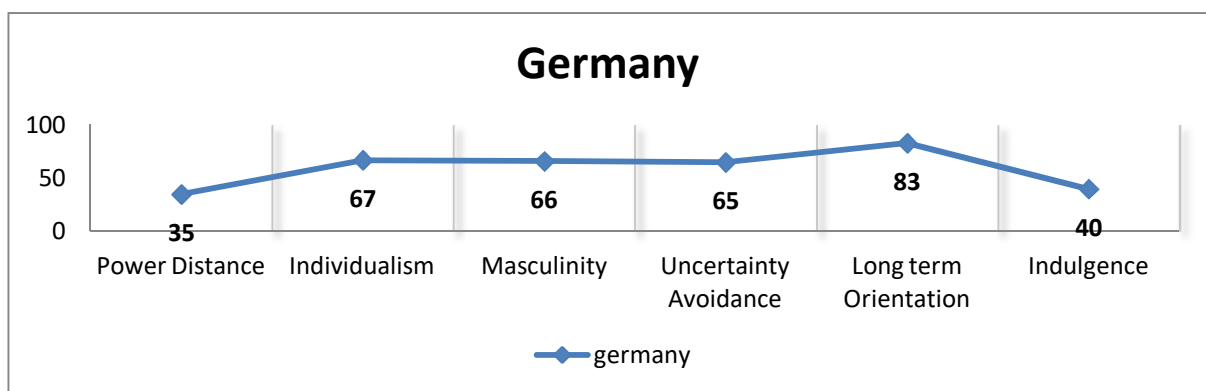 Germany
100
50
0
35
67
66
65
83
40
Power Distance
Individualism
Masculinity
Uncertainty
Avoidance
Long term
Orientation
Indulgence
germany